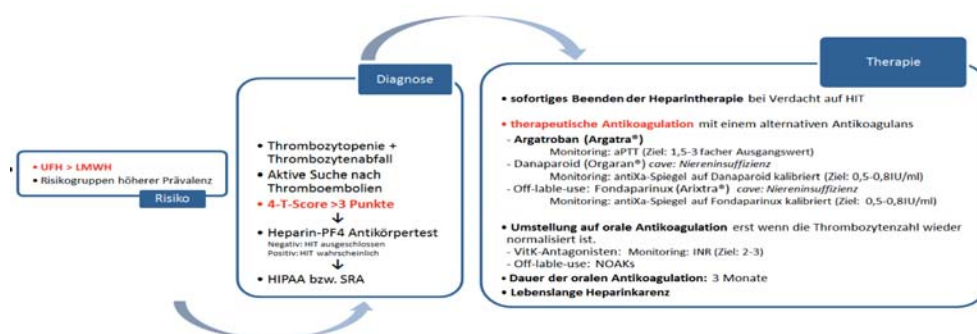 • UFH > LMWH
• Risikogruppen höherer Prävalenz
Risiko
Diagnose
• Thrombozytopenie +
Thrombozytenabfall
• Aktive Suche nach
Thromboembolien
• 4-T-Score >3 Punkte
↓
• Heparin-PF4 Antikörpertest
Negativ: HIT ausgeschlossen
Positiv: HIT wahrscheinlich
↓
• HIPAA bzw. SRA
Therapie
• sofortiges Beenden der Heparintherapie bei Verdacht auf HIT
• therapeutische Antikoagulation mit einem alternativen Antikoagulans
- Argatroban (Argatra®)
Monitoring: aPTT (Ziel: 1,5-3 facher Ausgangswert)
- Danaparoid (Orgaran®) cave: Niereninsuffizienz
Monitoring: antiXa-Spiegel auf Danaparoid kalibriert (Ziel: 0,5-0,8IU/ml)
- Off-lable-use: Fondaparinux (Arixtra®) cave: Niereninsuffizienz
Monitoring: antiXa-Spiegel auf Fondaparinux kalibriert (Ziel: 0,5-0,8IU/ml)
• Umstellung auf orale Antikoagulation erst wenn die Thrombozytenzahl wieder
normalisiert ist.
- VitK-Antagonisten: Monitoring: INR (Ziel: 2-3)
- Off-lable-use: NOAKs
• Dauer der oralen Antikoagulation: 3 Monate
• Lebenslange Heparinkarenz